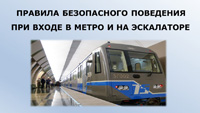 ПРАВИЛА БЕЗОПАСНОГО ПОВЕДЕНИЯ
ПРИ ВХОДЕ В МЕТРО И НА ЭСКАЛАТОРЕ